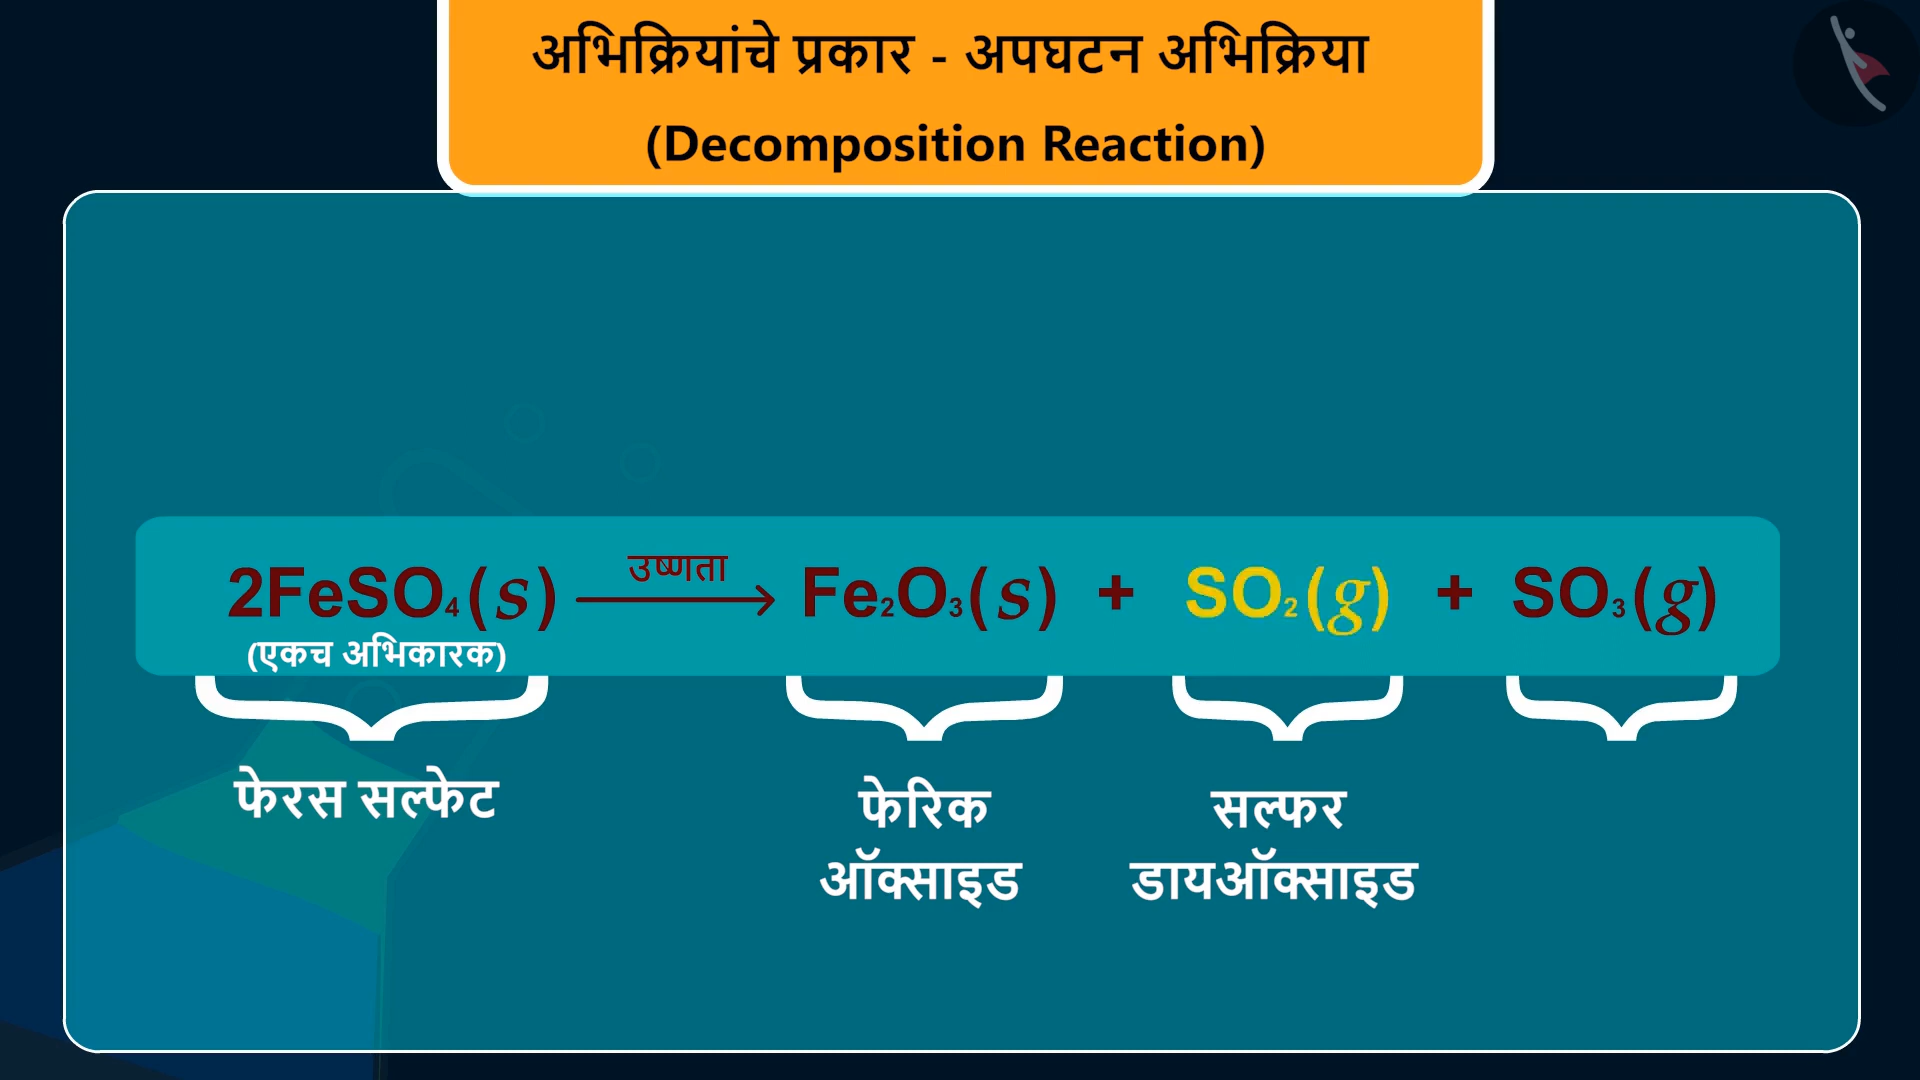 अभिक्रियांचे प्रकार - अपघटन अभिक्रिया
(Decomposition Reaction)
2FeSO₄(s) उष्णता → Fe₂O₃(s) + SO₂(g) + SO₃(g)
(एकच अभिकारक)
फेरस सल्फेट
फेरिक ऑक्साइड
सल्फर डायऑक्साइड